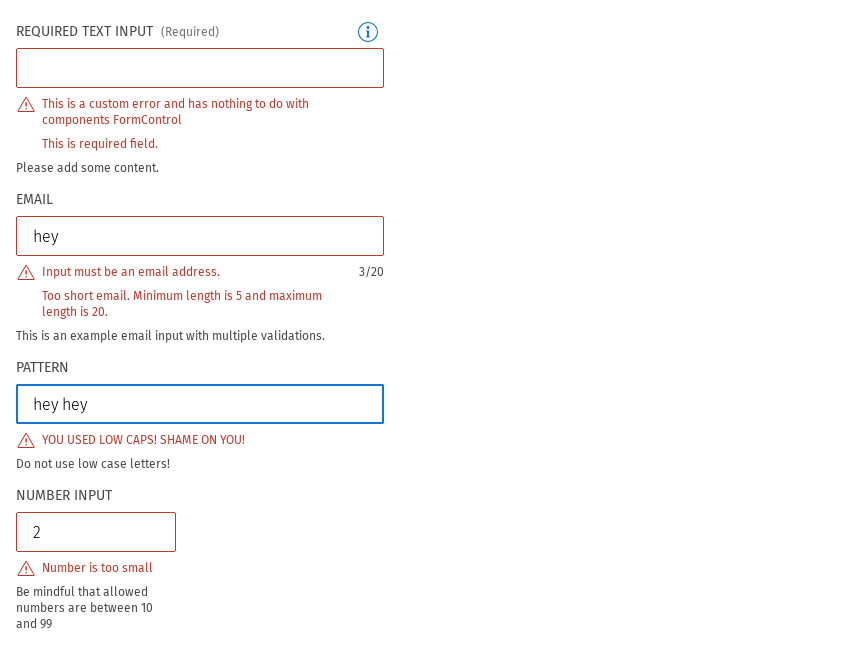 REQUIRED TEXT INPUT (Required)
This is a custom error and has nothing to do with
components FormControl
This is required field.
Please add some content.
EMAIL
hey
Input must be an email address. 3/20
Too short email. Minimum length is 5 and maximum
length is 20.
This is an example email input with multiple validations.
PATTERN
hey hey
YOU USED LOW CAPS! SHAME ON YOU!
Do not use low case letters!
NUMBER INPUT
2
Number is too small
Be mindful that allowed
numbers are between 10
and 99